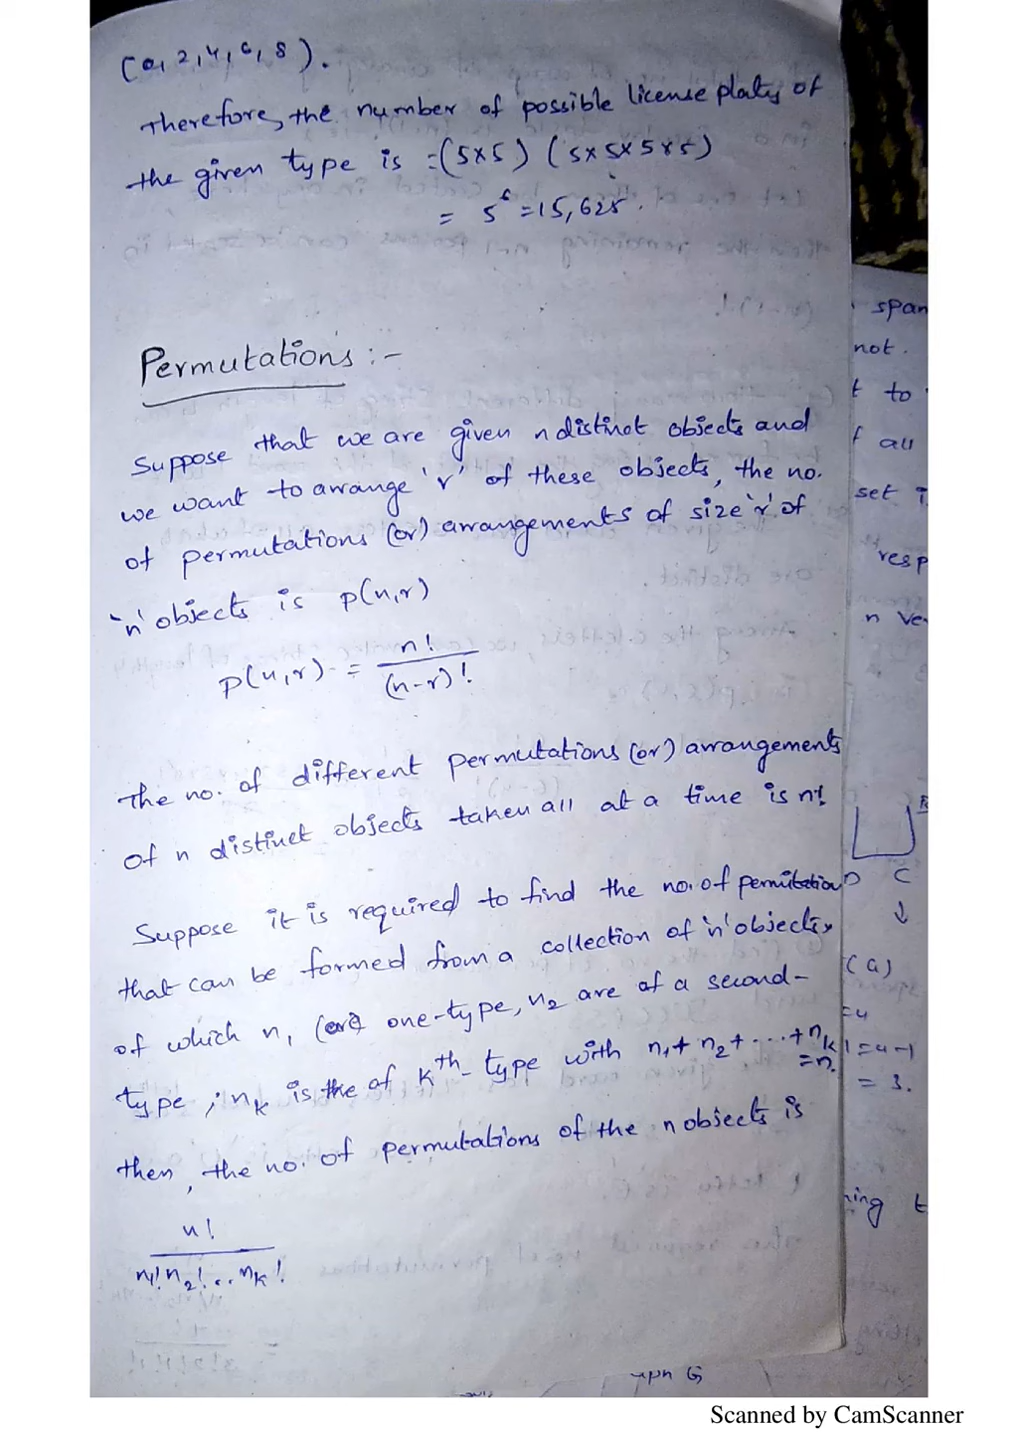 (0, 2, 4, 6, 8).
Therefore, the number of possible license plates of
the given type is =(5×5) (5×5×5×5)
= 5⁶ = 15,625.
Permutations :-
Suppose that we are given n distinct objects and
we want to arrange 'r' of these objects, the no.
of permutations (or) arrangements of size 'r' of
'n' objects is p(n,r)
p(n,r) = n! / (n-r)!
The no. of different permutations (or) arrangements
of n distinct objects taken all at a time is n!
Suppose it is required to find the no. of permutation
that can be formed from a collection of 'n' objects,
of which n₁ are one-type, n₂ are of a second-
type ; nₖ is the of kᵗʰ- type with n₁+ n₂+ ...+nₖ
=n.
then, the no. of permutations of the n objects is
n! / n₁! n₂! .. nₖ!
span
not.
t to
f all
set
resp
n ve-
C
↓
(a)
=4
1=4-1
= 3.
Scanned by CamScanner